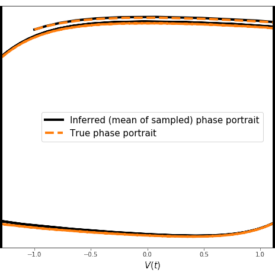 Inferred (mean of sampled) phase portrait
True phase portrait
−1.0 −0.5 0.0 0.5 1.0
V(t)